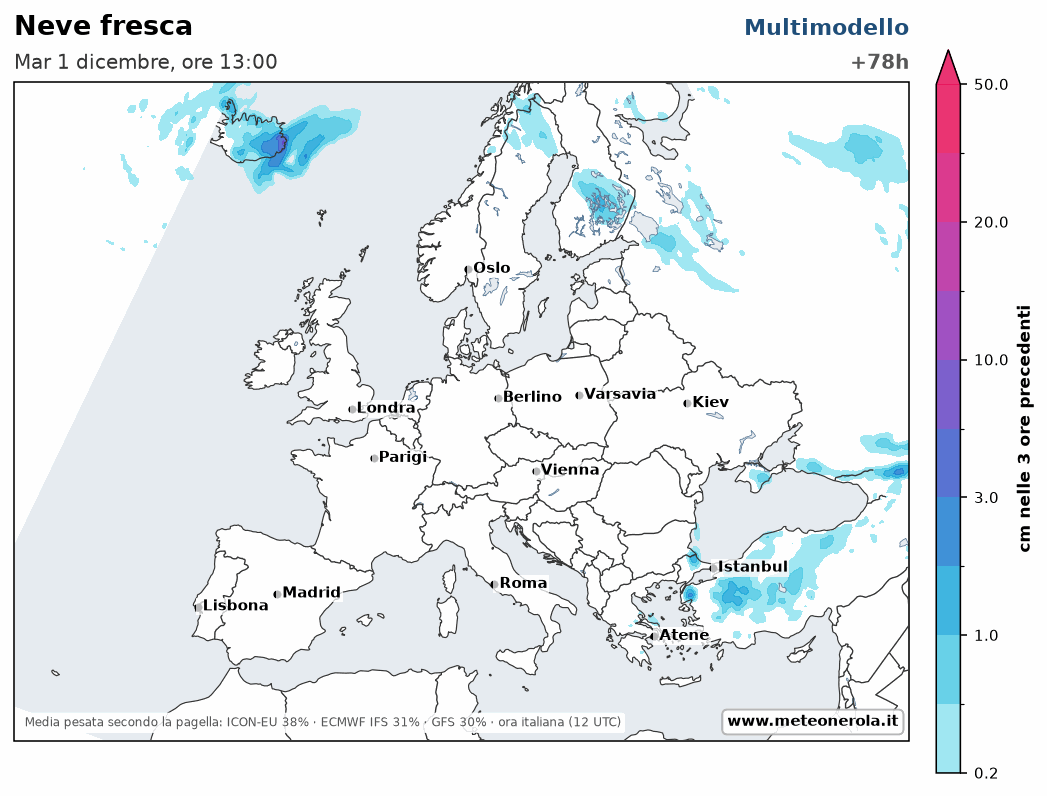 Neve fresca
Multimodello
Mar 1 dicembre, ore 13:00
+78h
50.0
20.0
10.0
3.0
1.0
0.2
cm nelle 3 ore precedenti
Oslo
Londra
Berlino
Varsavia
Kiev
Parigi
Vienna
Istanbul
Roma
Madrid
Lisbona
Atene
Media pesata secondo la pagella: ICON-EU 38% · ECMWF IFS 31% · GFS 30% · ora italiana (12 UTC)
www.meteonerola.it